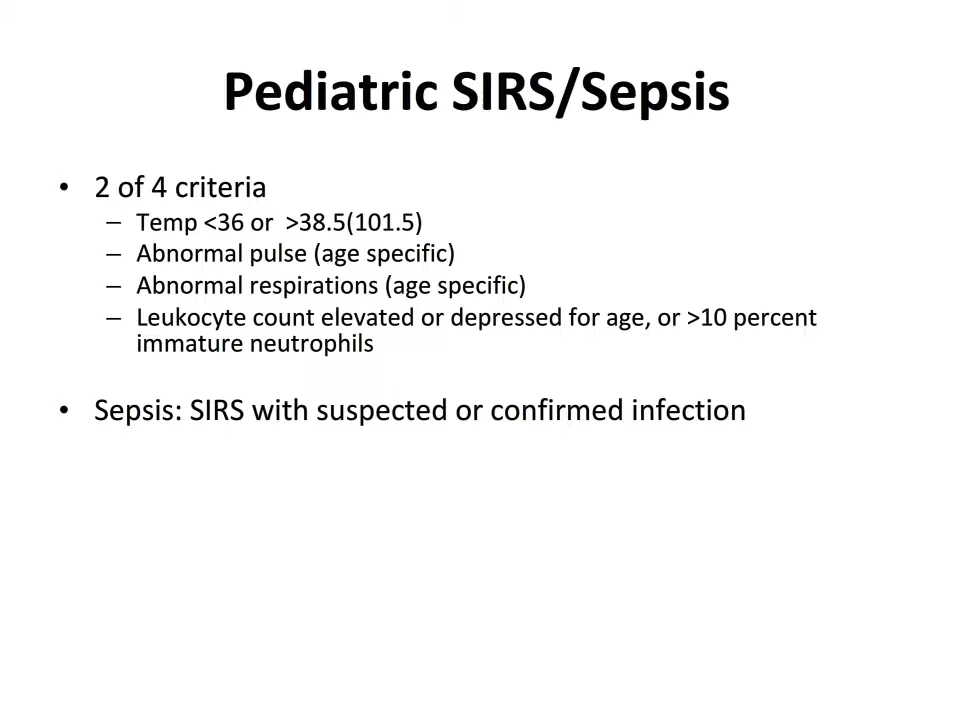 Pediatric SIRS/Sepsis
• 2 of 4 criteria
– Temp <36 or  >38.5(101.5)
– Abnormal pulse (age specific)
– Abnormal respirations (age specific)
– Leukocyte count elevated or depressed for age, or >10 percent
immature neutrophils
• Sepsis: SIRS with suspected or confirmed infection